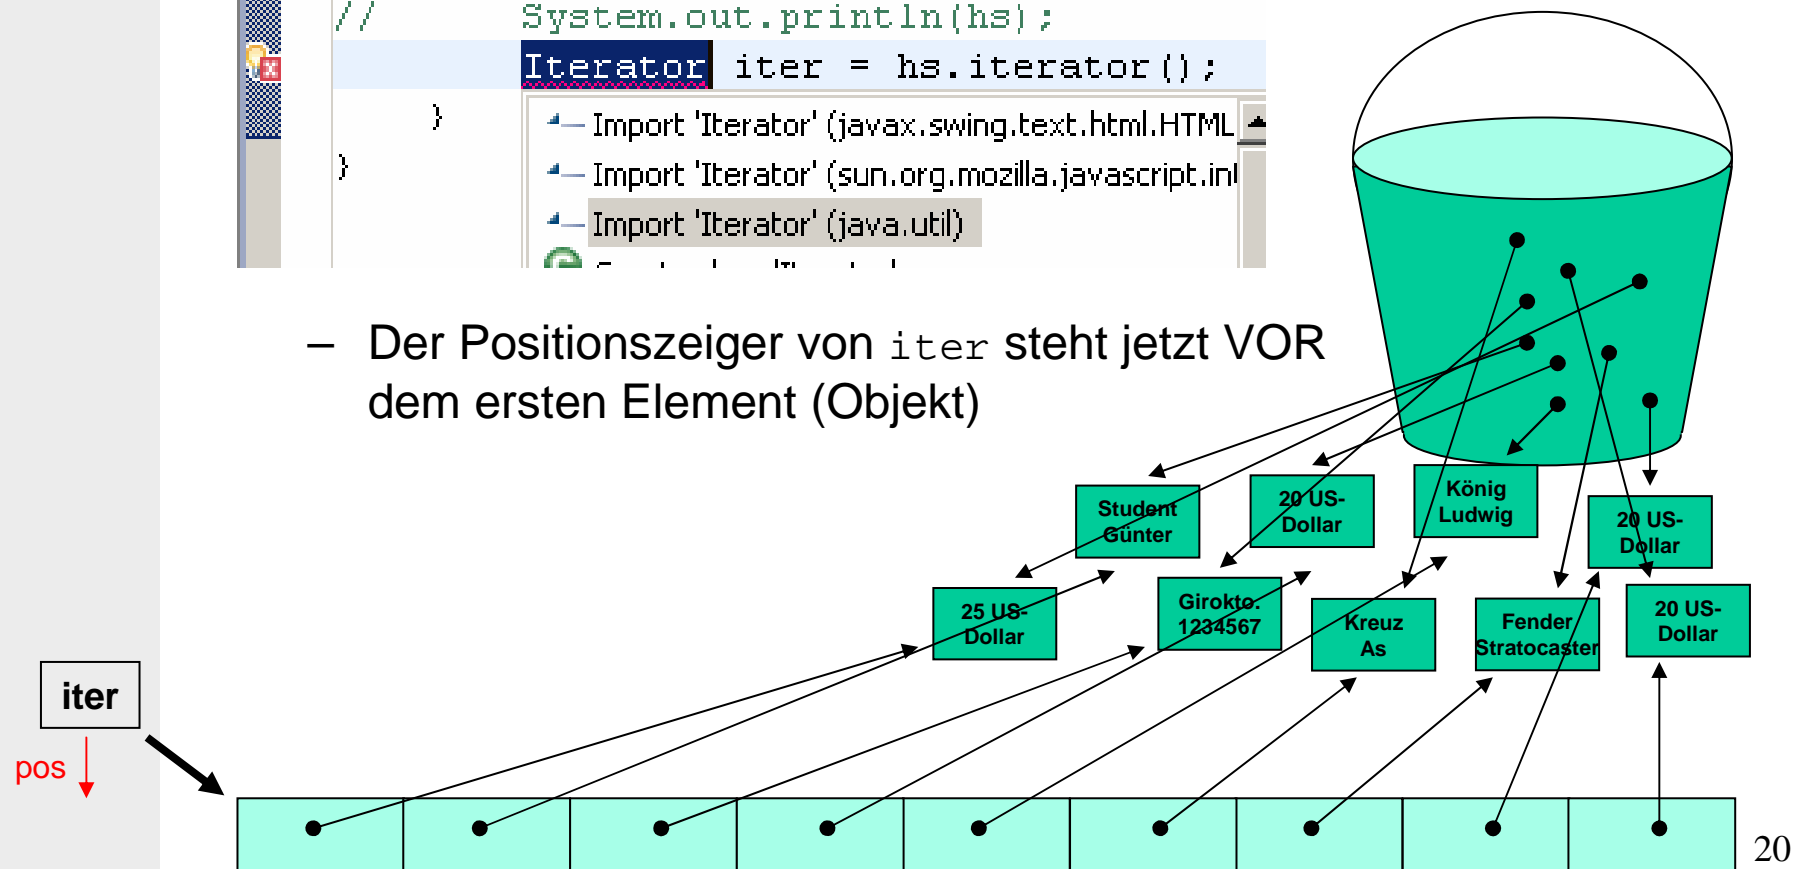 // System.out.println(hs);
Iterator iter = hs.iterator();
}
Import 'Iterator' (javax.swing.text.html.HTML
}
Import 'Iterator' (sun.org.mozilla.javascript.in
Import 'Iterator' (java.util)
– Der Positionszeiger von iter steht jetzt VOR
dem ersten Element (Objekt)
Student
Günter
20 US-
Dollar
König
Ludwig
20 US-
Dollar
25 US-
Dollar
Girokto.
1234567
Kreuz
As
Fender
Stratocaster
20 US-
Dollar
iter
pos
20